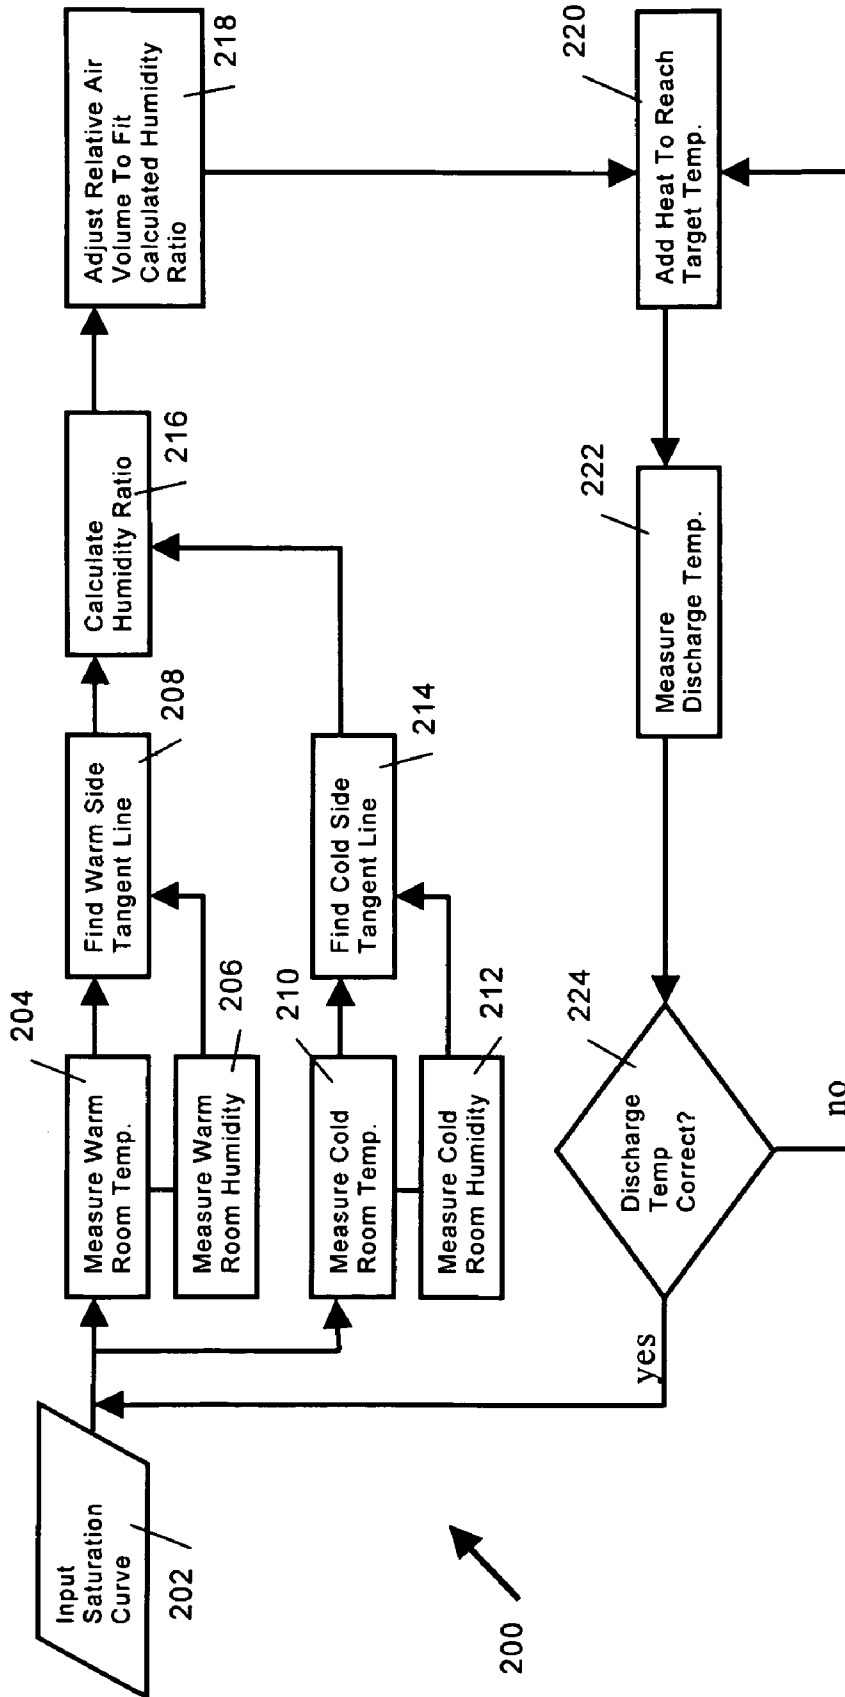 Input
Saturation
Curve
202
Measure Warm
Room Temp.
204
Measure Warm
Room Humidity
206
Find Warm Side
Tangent Line
208
Measure Cold
Room Temp.
210
Measure Cold
Room Humidity
212
Find Cold Side
Tangent Line
214
Calculate
Humidity Ratio
216
Adjust Relative Air
Volume To Fit
Calculated Humidity
Ratio
218
Add Heat To Reach
Target Temp.
220
Measure
Discharge Temp.
222
Discharge
Temp
Correct?
224
yes
no
200